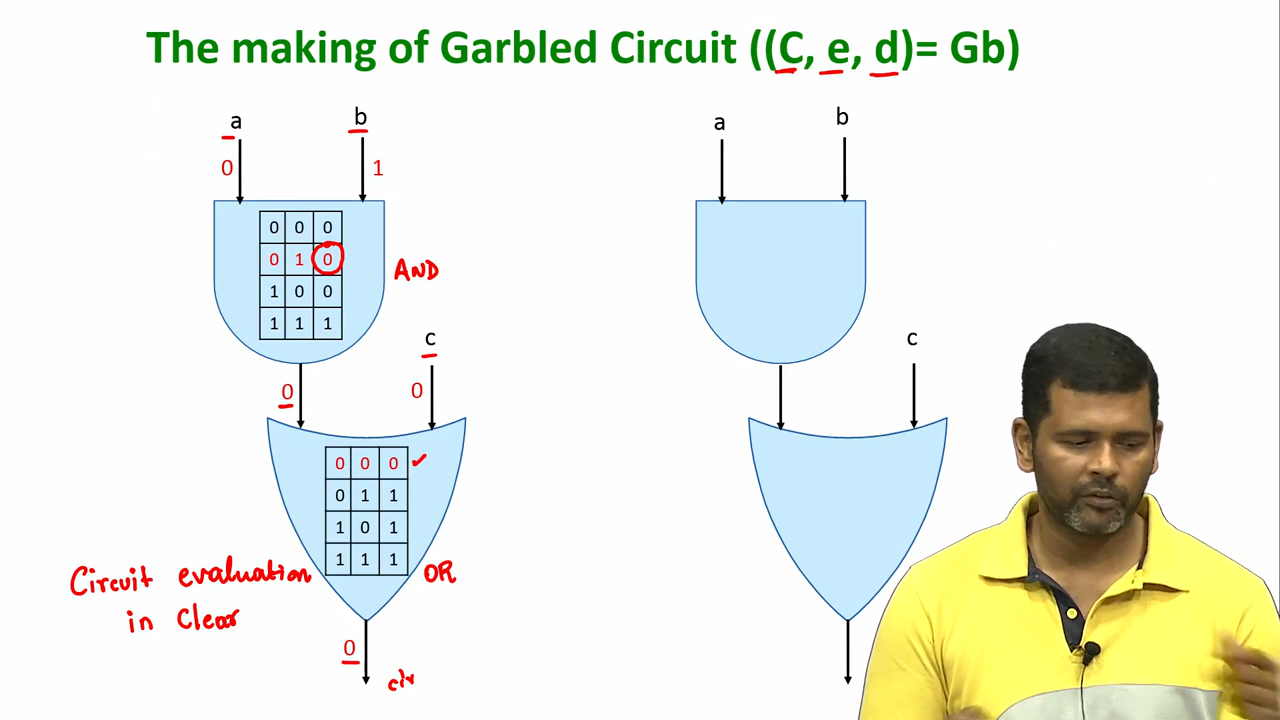 The making of Garbled Circuit ((C, e, d)= Gb)
a b
0 1
0 0 0
0 1 0
1 0 0
1 1 1
AND
c
0 0
0 0 0
0 1 1
1 0 1
1 1 1
OR
Circuit evaluation
in Clear
0
a b
c